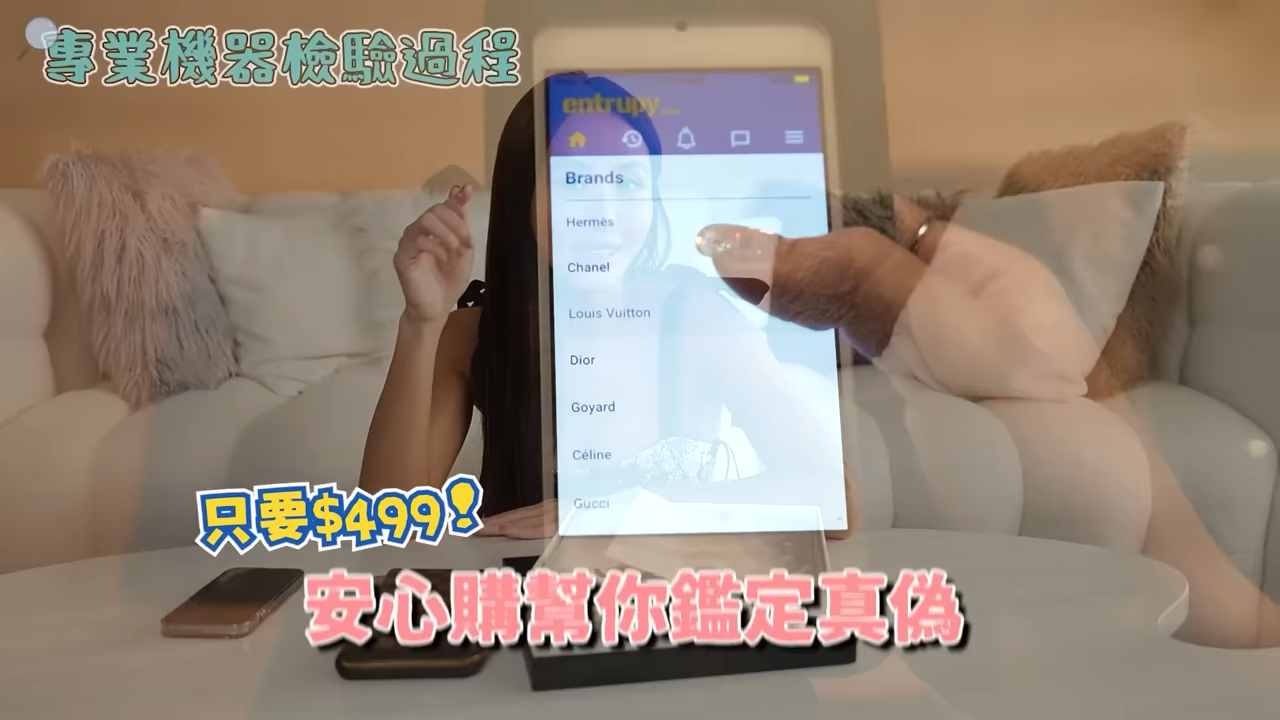 專業機器檢驗過程
entrupy
Brands
Hermès
Chanel
Louis Vuitton
Dior
Goyard
Céline
Gucci
只要$499！
安心購幫你鑑定真偽